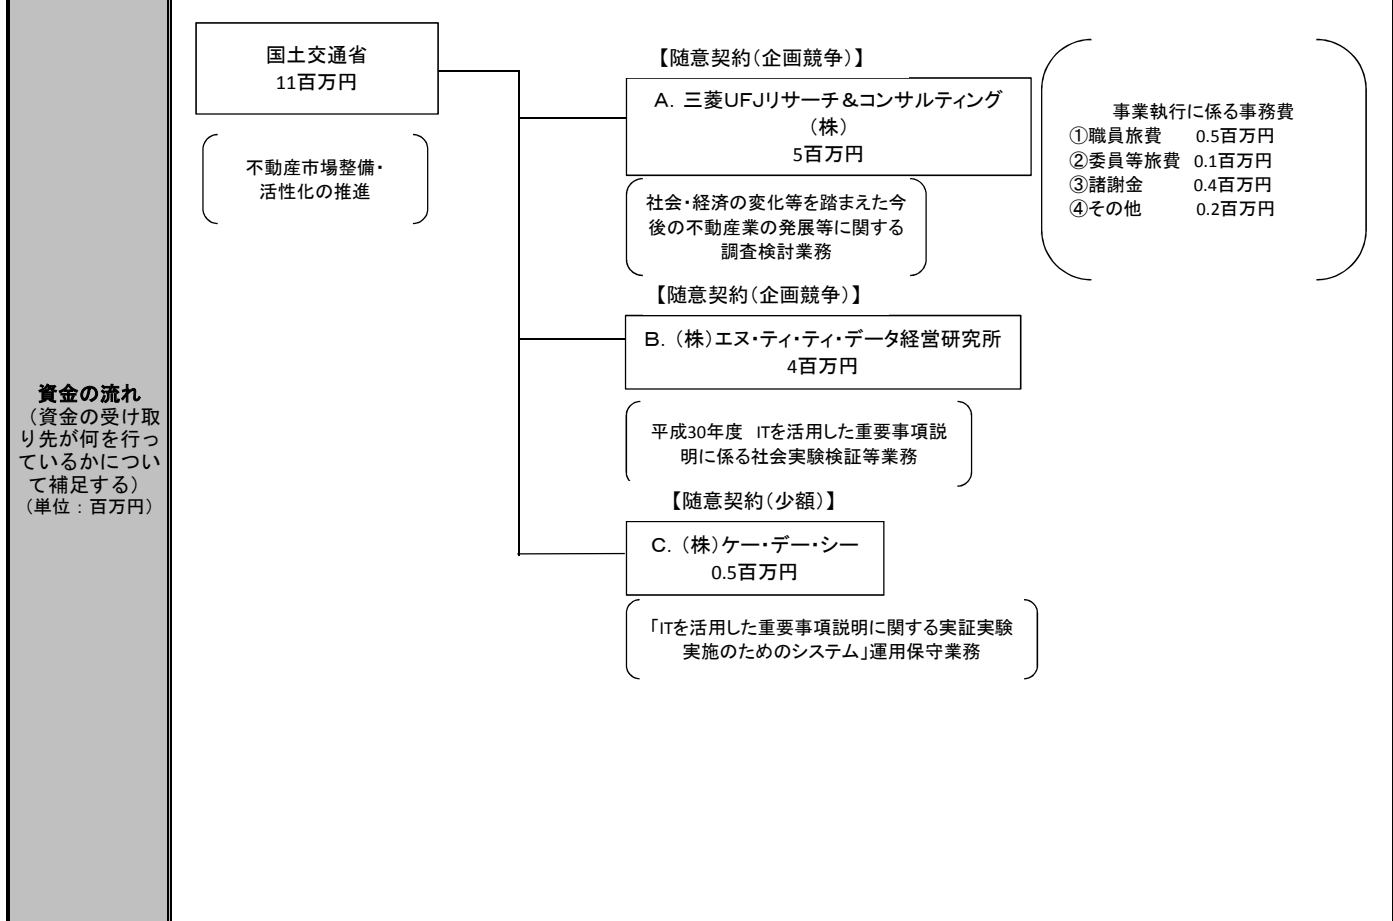 資金の流れ
（資金の受け取
り先が何を行っ
ているかについ
て補足する）
（単位：百万円）
国土交通省
11百万円
不動産市場整備・
活性化の推進
【随意契約（企画競争）】
A．三菱UFJリサーチ＆コンサルティング
（株）
5百万円
社会・経済の変化等を踏まえた今
後の不動産業の発展等に関する
調査検討業務
事業執行に係る事務費
①職員旅費 0.5百万円
②委員等旅費 0.1百万円
③諸謝金 0.4百万円
④その他 0.2百万円
【随意契約（企画競争）】
B．（株）エヌ・ティ・ティ・データ経営研究所
4百万円
平成30年度 ITを活用した重要事項説
明に係る社会実験検証等業務
【随意契約（少額）】
C．（株）ケー・デー・シー
0.5百万円
「ITを活用した重要事項説明に関する実証実験
実施のためのシステム」運用保守業務